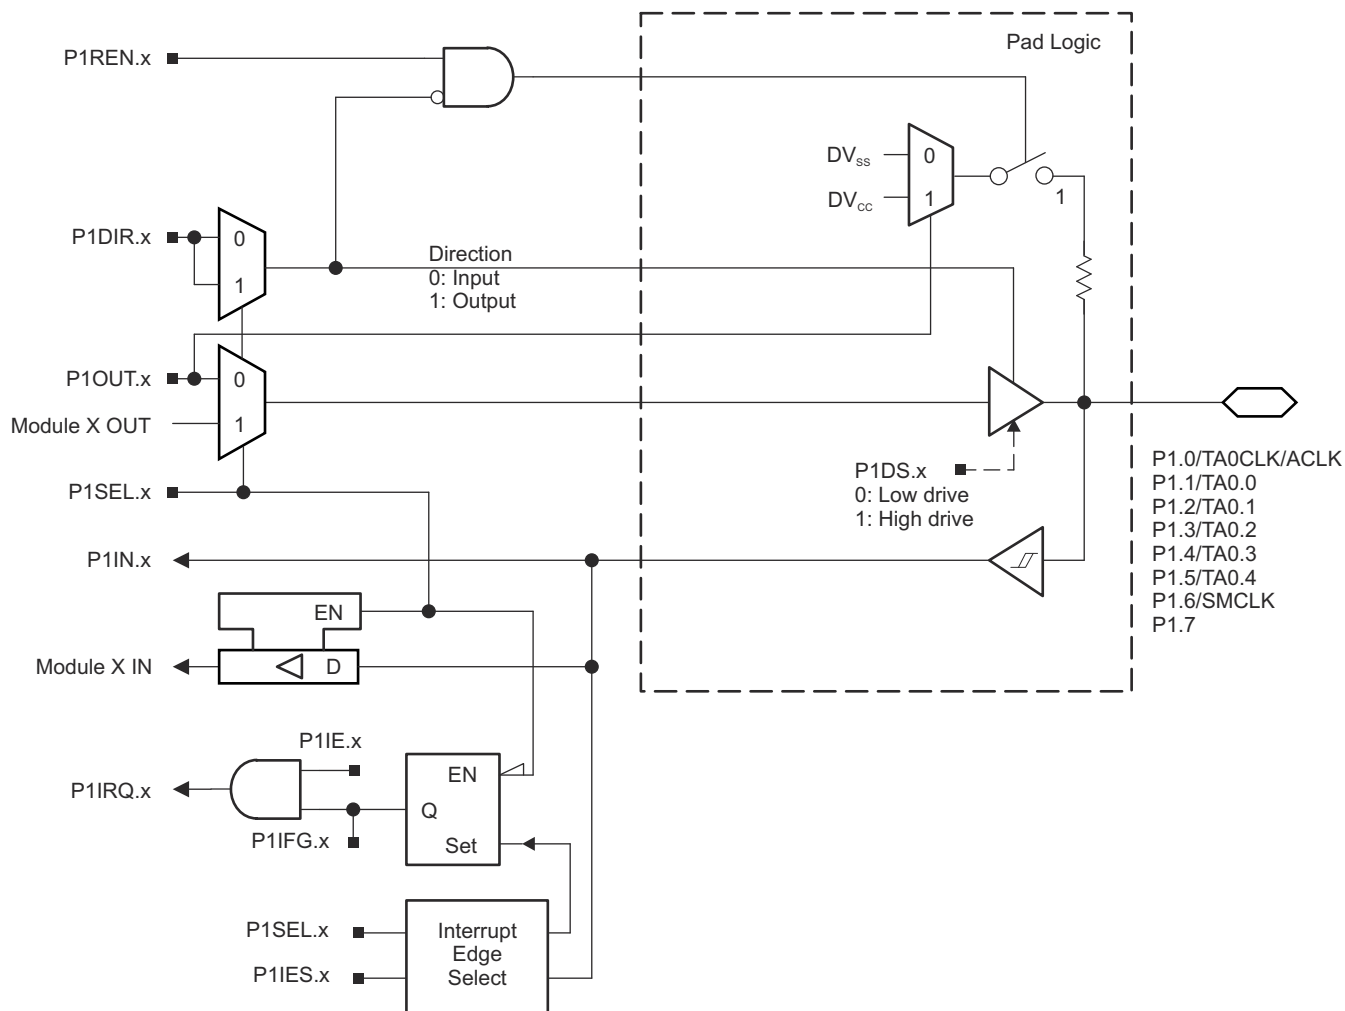 Pad Logic
P1REN.x
DVSS
0
DVCC
1
1
P1DIR.x
0
1
Direction
0: Input
1: Output
P1OUT.x
0
Module X OUT
1
P1SEL.x
P1DS.x
0: Low drive
1: High drive
P1.0/TA0CLK/ACLK
P1.1/TA0.0
P1.2/TA0.1
P1.3/TA0.2
P1.4/TA0.3
P1.5/TA0.4
P1.6/SMCLK
P1.7
P1IN.x
EN
Module X IN
D
P1IE.x
EN
P1IRQ.x
Q
P1IFG.x
Set
P1SEL.x
P1IES.x
Interrupt
Edge
Select